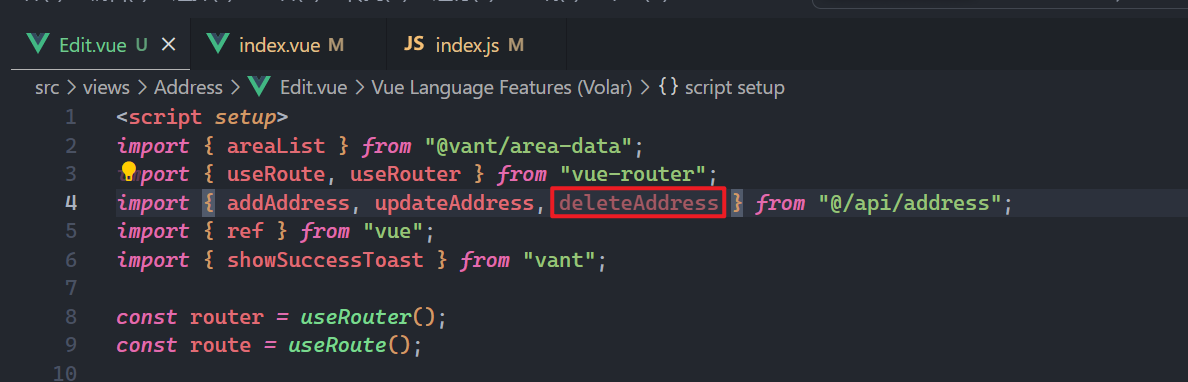 Edit.vue U
index.vue M
JS index.js M
src > views > Address > Edit.vue > Vue Language Features (Volar) > {} script setup
1 <script setup>
2 import { areaList } from "@vant/area-data";
3 import { useRoute, useRouter } from "vue-router";
4 import { addAddress, updateAddress, deleteAddress } from "@/api/address";
5 import { ref } from "vue";
6 import { showSuccessToast } from "vant";
7
8 const router = useRouter();
9 const route = useRoute();
10